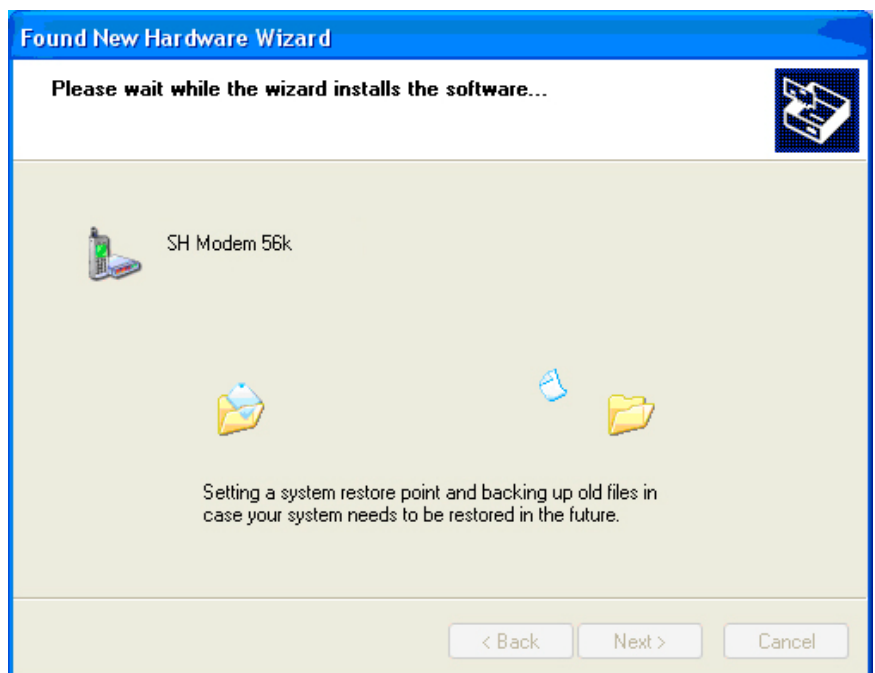 Found New Hardware Wizard
Please wait while the wizard installs the software...
SH Modem 56k
Setting a system restore point and backing up old files in
case your system needs to be restored in the future.
< Back
Next >
Cancel